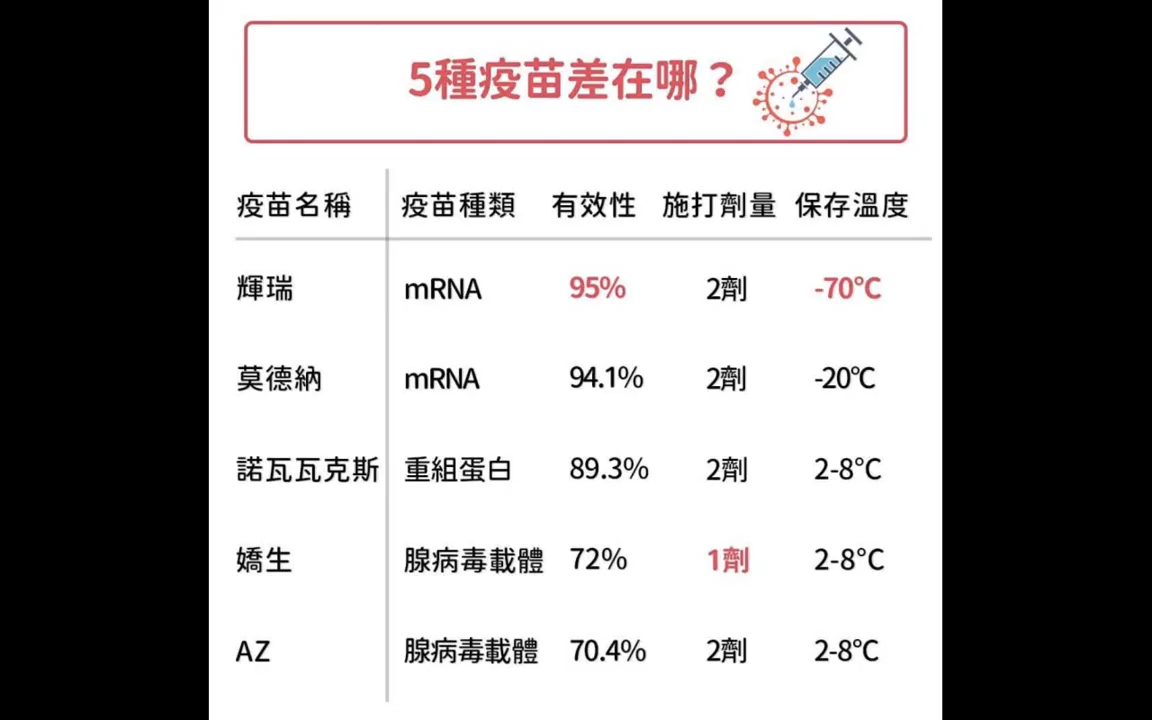 5種疫苗差在哪？
疫苗名稱 疫苗種類 有效性 施打劑量 保存溫度
輝瑞 mRNA 95% 2劑 -70°C
莫德納 mRNA 94.1% 2劑 -20°C
諾瓦瓦克斯 重組蛋白 89.3% 2劑 2-8°C
嬌生 腺病毒載體 72% 1劑 2-8°C
AZ 腺病毒載體 70.4% 2劑 2-8°C